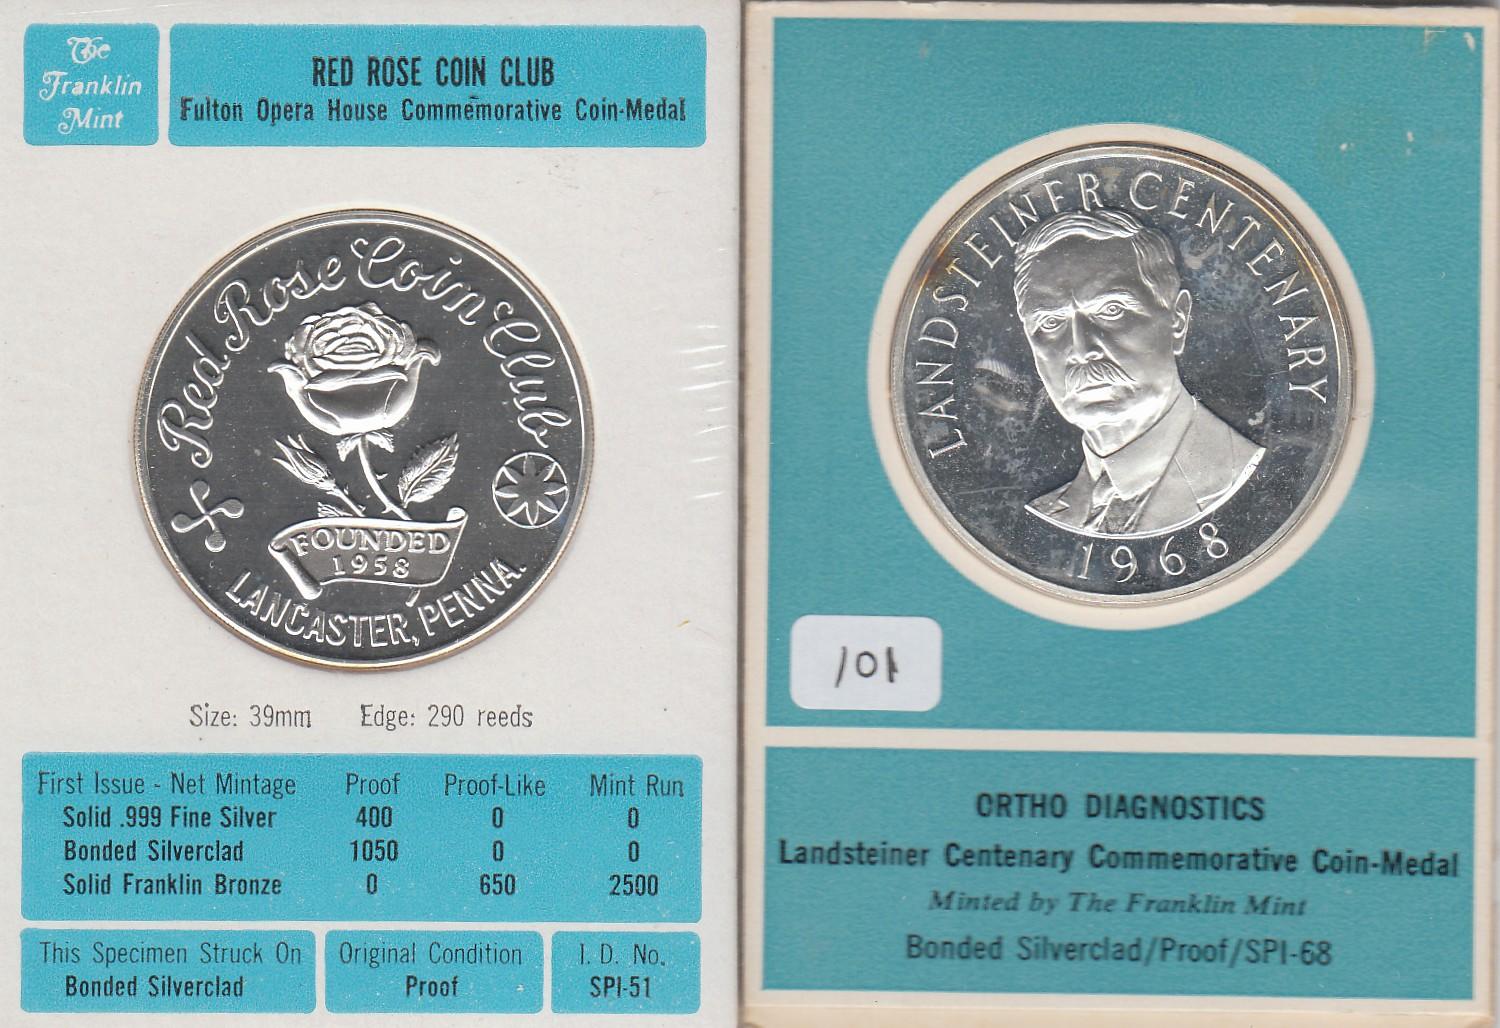 The
Franklin
Mint
RED ROSE COIN CLUB
Fulton Opera House Commemorative Coin-Medal
Red Rose Coin Club
FOUNDED
1958
LANCASTER, PENNA.
Size: 39mm Edge: 290 reeds
First Issue - Net Mintage Proof Proof-Like Mint Run
Solid .999 Fine Silver 400 0 0
Bonded Silverclad 1050 0 0
Solid Franklin Bronze 0 650 2500
This Specimen Struck On
Bonded Silverclad
Original Condition
Proof
I. D. No.
SPI-51
LANDSTEINER CENTENARY
1968
101
ORTHO DIAGNOSTICS
Landsteiner Centenary Commemorative Coin-Medal
Minted by The Franklin Mint
Bonded Silverclad/Proof/SPI-68